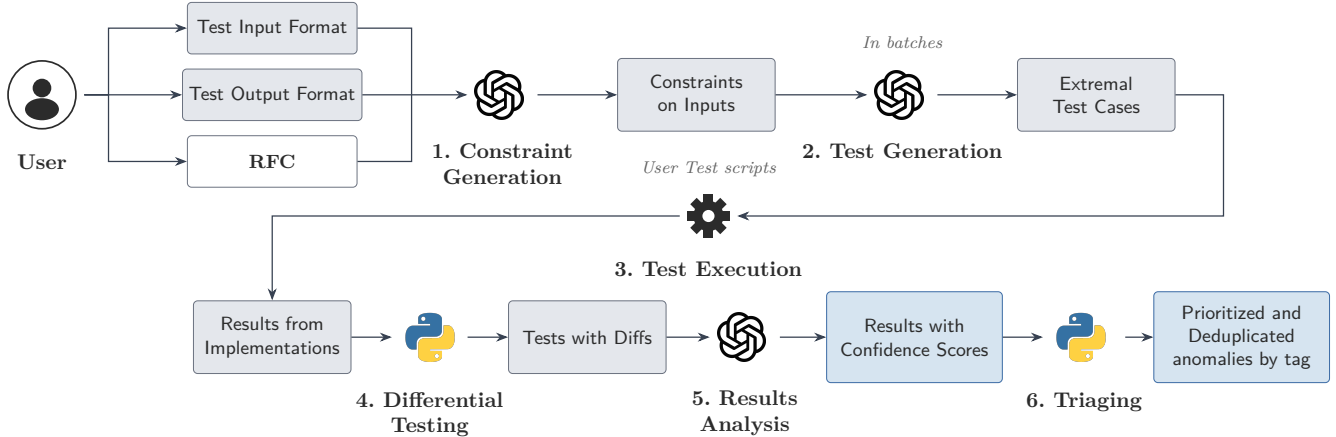 Test Input Format
Test Output Format
RFC
User
1. Constraint
Generation
Constraints
on Inputs
In batches
2. Test Generation
Extremal
Test Cases
User Test scripts
3. Test Execution
Results from
Implementations
4. Differential
Testing
Tests with Diffs
5. Results
Analysis
Results with
Confidence Scores
6. Triaging
Prioritized and
Deduplicated
anomalies by tag